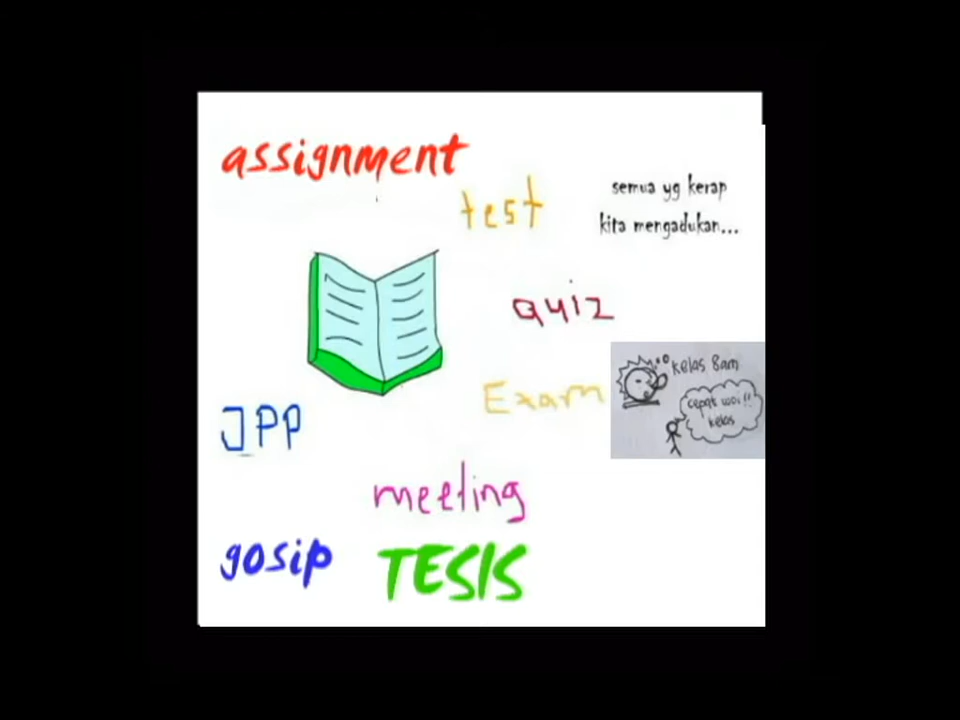 assignment
test
semua yg kerap
kita mengadukan...
quiz
kelas 8am
cepat woi!!
kelas
Exam
JPP
meeting
gosip
TESIS